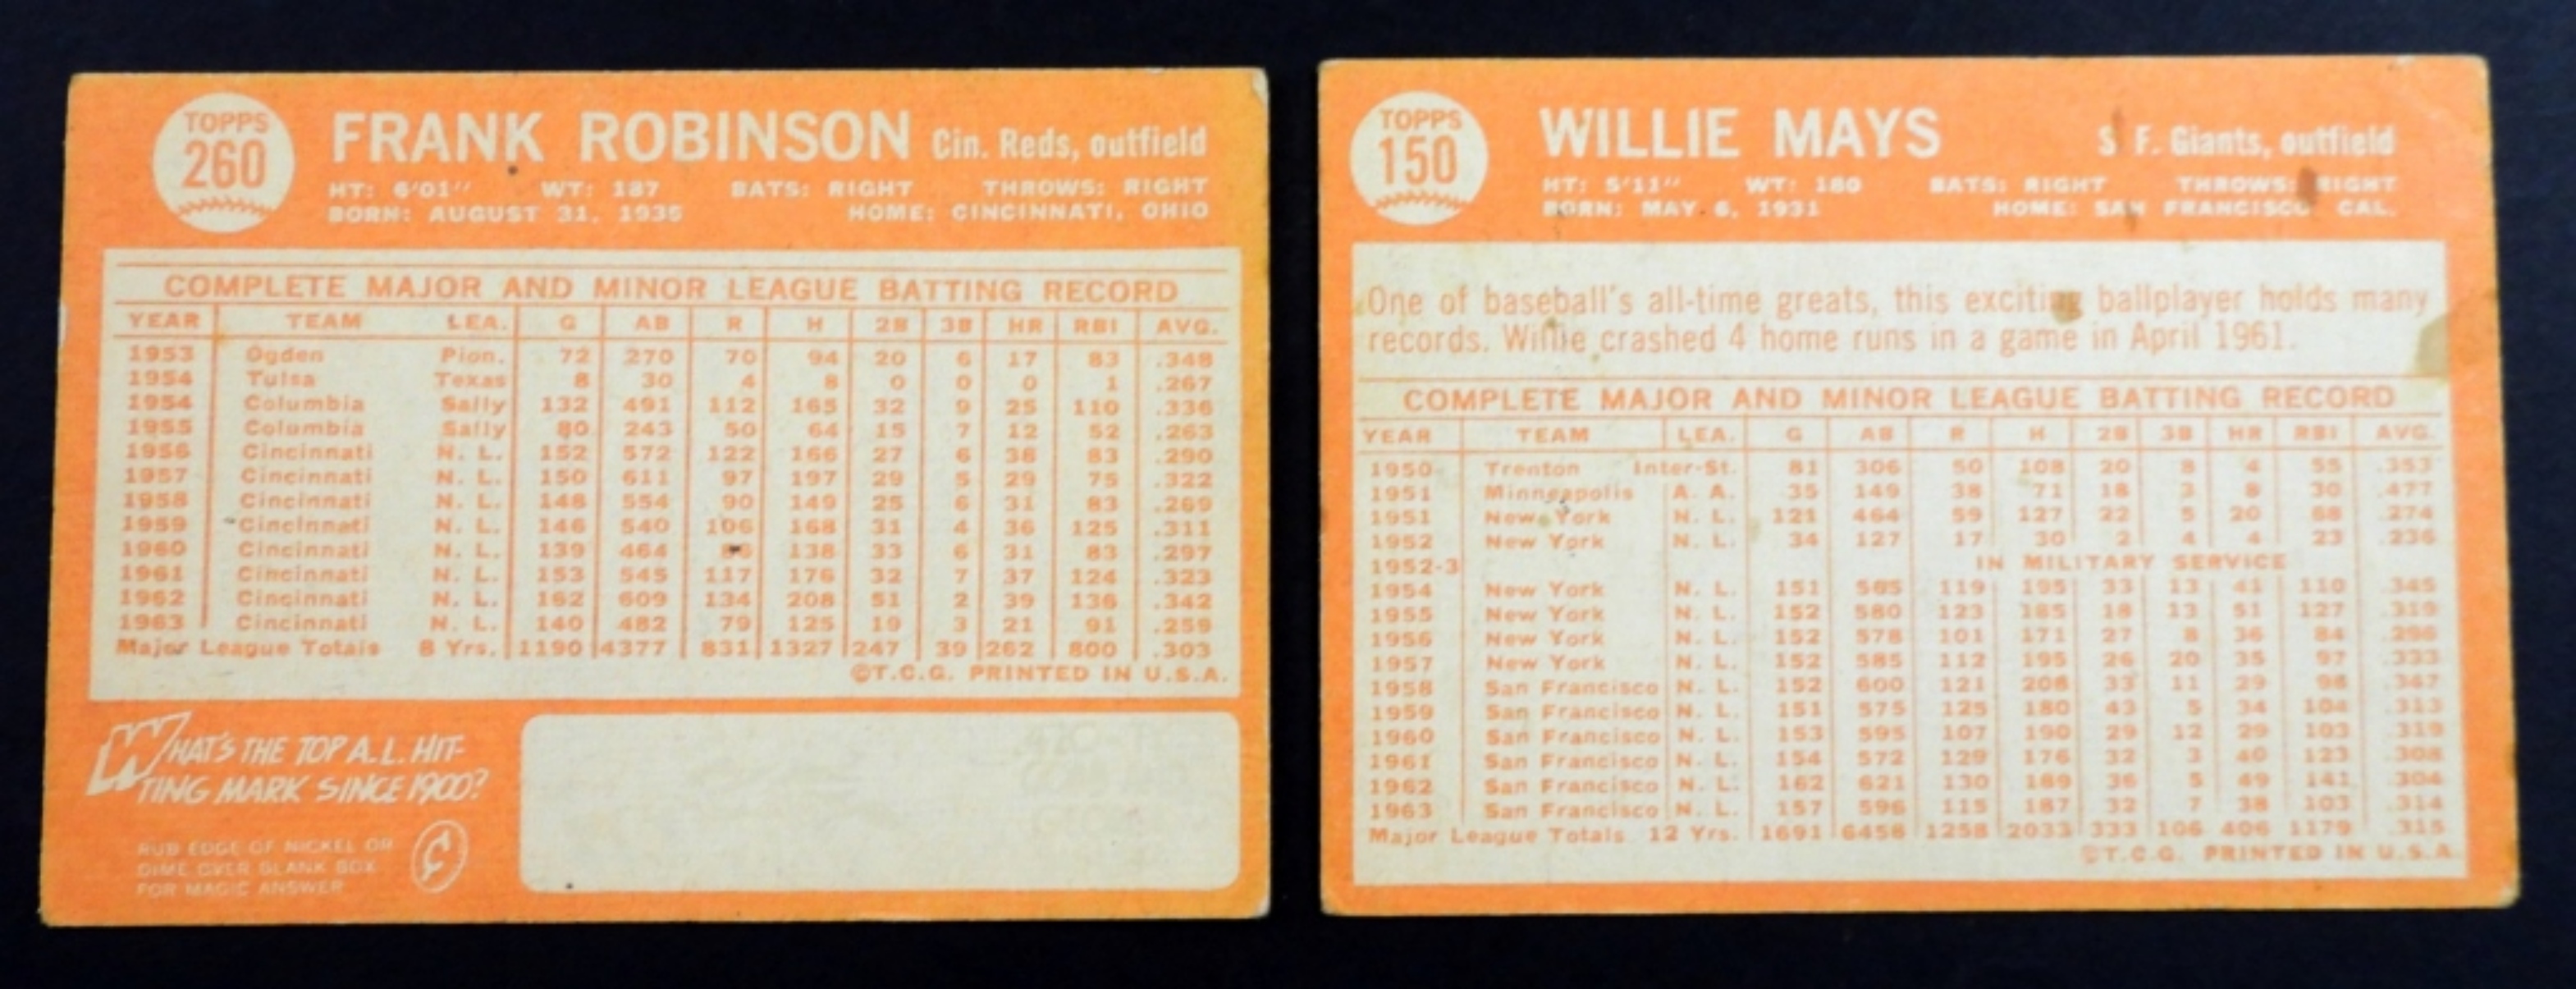 TOPPS
260
FRANK ROBINSON Cin. Reds, outfield
HT: 6'01" WT: 187 BATS: RIGHT THROWS: RIGHT
BORN: AUGUST 31, 1935 HOME: CINCINNATI, OHIO
COMPLETE MAJOR AND MINOR LEAGUE BATTING RECORD
YEAR TEAM LEA. G AB R H 2B 3B HR RBI AVG.
1953 Ogden Pion. 72 270 70 94 20 6 17 83 .348
1954 Tulsa Texas 8 30 4 8 0 0 0 1 .267
1954 Columbia Sally 132 491 112 165 32 9 25 110 .336
1955 Columbia Sally 80 243 50 64 15 7 12 52 .263
1956 Cincinnati N. L. 152 572 122 166 27 6 38 83 .290
1957 Cincinnati N. L. 150 611 97 197 29 5 29 75 .322
1958 Cincinnati N. L. 148 554 90 149 25 6 31 83 .269
1959 Cincinnati N. L. 146 540 106 168 31 4 36 125 .311
1960 Cincinnati N. L. 139 464 138 33 6 31 83 .297
1961 Cincinnati N. L. 153 545 117 176 32 7 37 124 .323
1962 Cincinnati N. L. 162 609 134 208 51 2 39 136 .342
1963 Cincinnati N. L. 140 482 79 125 19 3 21 91 .259
Major League Totals 8 Yrs. 1190 4377 831 1327 247 39 262 800 .303
©T.C.G. PRINTED IN U.S.A.
WHAT'S THE TOP A.L. HIT-
TING MARK SINCE 1900?
RUB EDGE OF NICKEL OR
DIME OVER BLANK BOX
FOR MAGIC ANSWER
¢
TOPPS
150
WILLIE MAYS S. F. Giants, outfield
HT: 5'11" WT: 180 BATS: RIGHT THROWS: RIGHT
BORN: MAY 6, 1931 HOME: SAN FRANCISCO CAL.
One of baseball's all-time greats, this exciting ballplayer holds many
records. Willie crashed 4 home runs in a game in April 1961.
COMPLETE MAJOR AND MINOR LEAGUE BATTING RECORD
YEAR TEAM LEA. G AB R H 2B 3B HR RBI AVG.
1950 Trenton Inter-St. 81 306 50 108 20 8 4 55 .353
1951 Minneapolis A. A. 35 149 38 71 18 3 8 30 .477
1951 New York N. L. 121 464 59 127 22 5 20 68 .274
1952 New York N. L. 34 127 17 30 2 4 4 23 .236
1952-3 IN MILITARY SERVICE
1954 New York N. L. 151 565 119 195 33 13 41 110 .345
1955 New York N. L. 152 580 123 185 18 13 51 127 .319
1956 New York N. L. 152 578 101 171 27 8 36 84 .296
1957 New York N. L. 152 585 112 195 26 20 35 97 .333
1958 San Francisco N. L. 152 600 121 208 33 11 29 96 .347
1959 San Francisco N. L. 151 575 125 180 43 5 34 104 .313
1960 San Francisco N. L. 153 595 107 190 29 12 29 103 .319
1961 San Francisco N. L. 154 572 129 176 32 3 40 123 .308
1962 San Francisco N. L. 162 621 130 189 36 5 49 141 .304
1963 San Francisco N. L. 157 596 115 187 32 7 38 103 .314
Major League Totals 12 Yrs. 1691 6458 1258 2033 333 106 406 1179 .315
©T.C.G. PRINTED IN U.S.A.